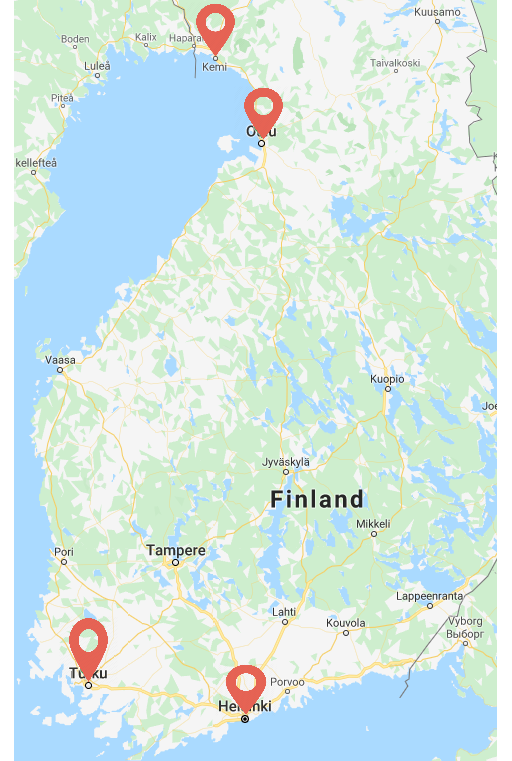 Kuusamo
Boden
Kalix
Hapara
Luleå
Kemi
Taivalkoski
Piteå
Oulu
kellefteå
K
Vaasa
Kuopio
Joe
Jyväskylä
Finland
Mikkeli
Pori
Tampere
Lappeenranta
Lahti
Kouvola
Vyborg
Выборг
Turku
Porvoo
Helsinki